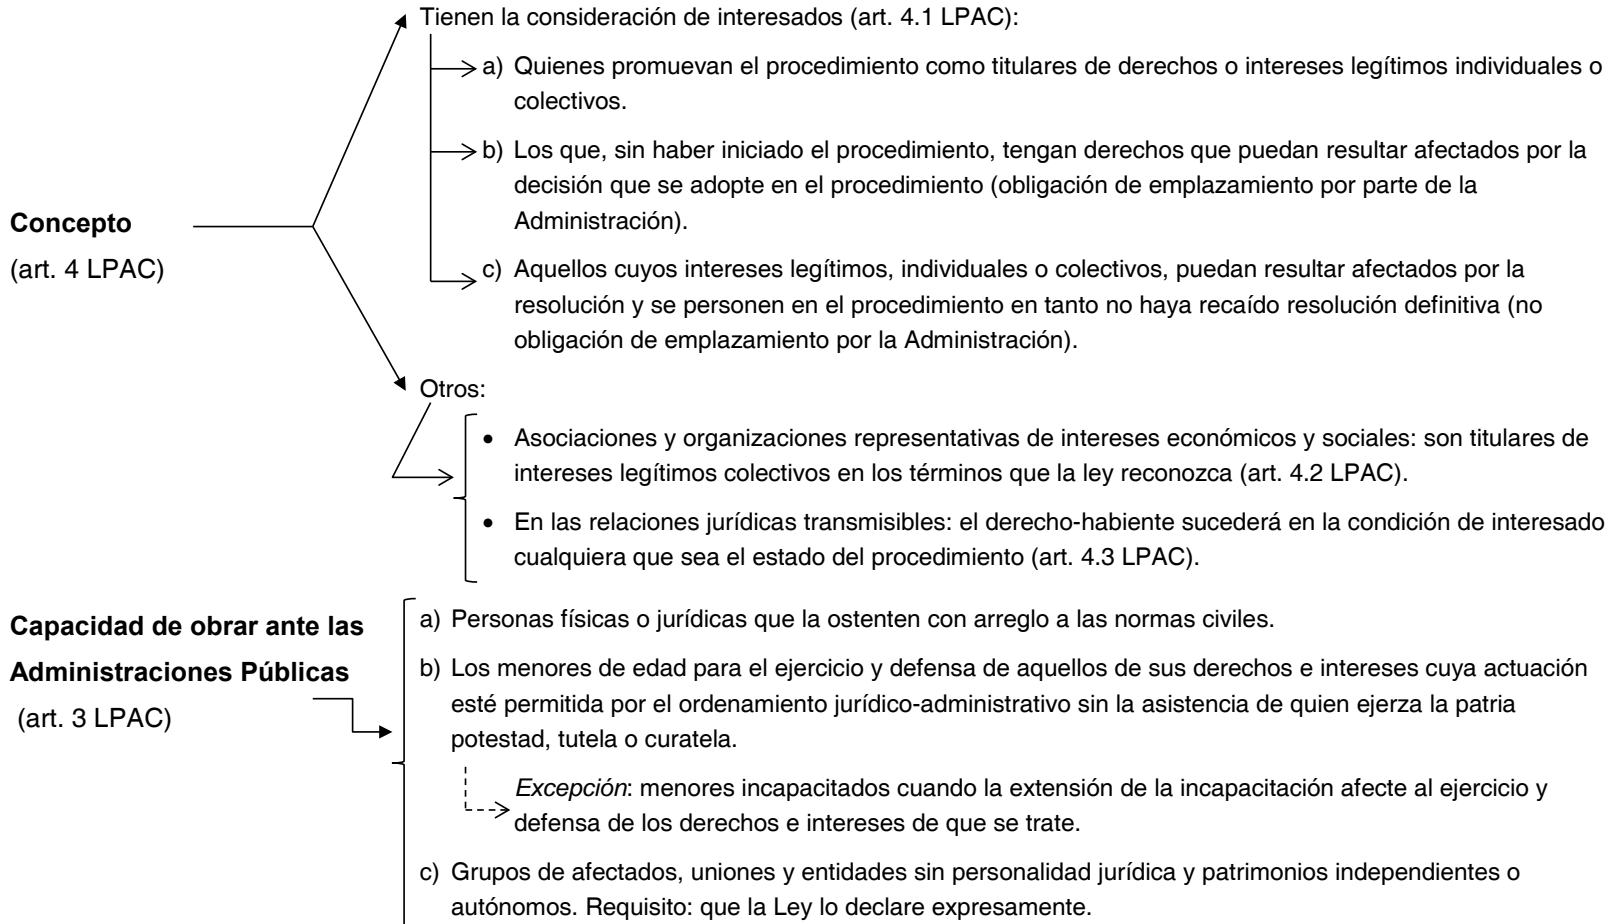 Tienen la consideración de interesados (art. 4.1 LPAC):
a) Quienes promuevan el procedimiento como titulares de derechos o intereses legítimos individuales o
colectivos.
b) Los que, sin haber iniciado el procedimiento, tengan derechos que puedan resultar afectados por la
decisión que se adopte en el procedimiento (obligación de emplazamiento por parte de la
Administración).
Concepto
(art. 4 LPAC)
c) Aquellos cuyos intereses legítimos, individuales o colectivos, puedan resultar afectados por la
resolución y se personen en el procedimiento en tanto no haya recaído resolución definitiva (no
obligación de emplazamiento por la Administración).
Otros:
• Asociaciones y organizaciones representativas de intereses económicos y sociales: son titulares de
intereses legítimos colectivos en los términos que la ley reconozca (art. 4.2 LPAC).
• En las relaciones jurídicas transmisibles: el derecho-habiente sucederá en la condición de interesado
cualquiera que sea el estado del procedimiento (art. 4.3 LPAC).
Capacidad de obrar ante las
Administraciones Públicas
(art. 3 LPAC)
a) Personas físicas o jurídicas que la ostenten con arreglo a las normas civiles.
b) Los menores de edad para el ejercicio y defensa de aquellos de sus derechos e intereses cuya actuación
esté permitida por el ordenamiento jurídico-administrativo sin la asistencia de quien ejerza la patria
potestad, tutela o curatela.
Excepción: menores incapacitados cuando la extensión de la incapacitación afecte al ejercicio y
defensa de los derechos e intereses de que se trate.
c) Grupos de afectados, uniones y entidades sin personalidad jurídica y patrimonios independientes o
autónomos. Requisito: que la Ley lo declare expresamente.